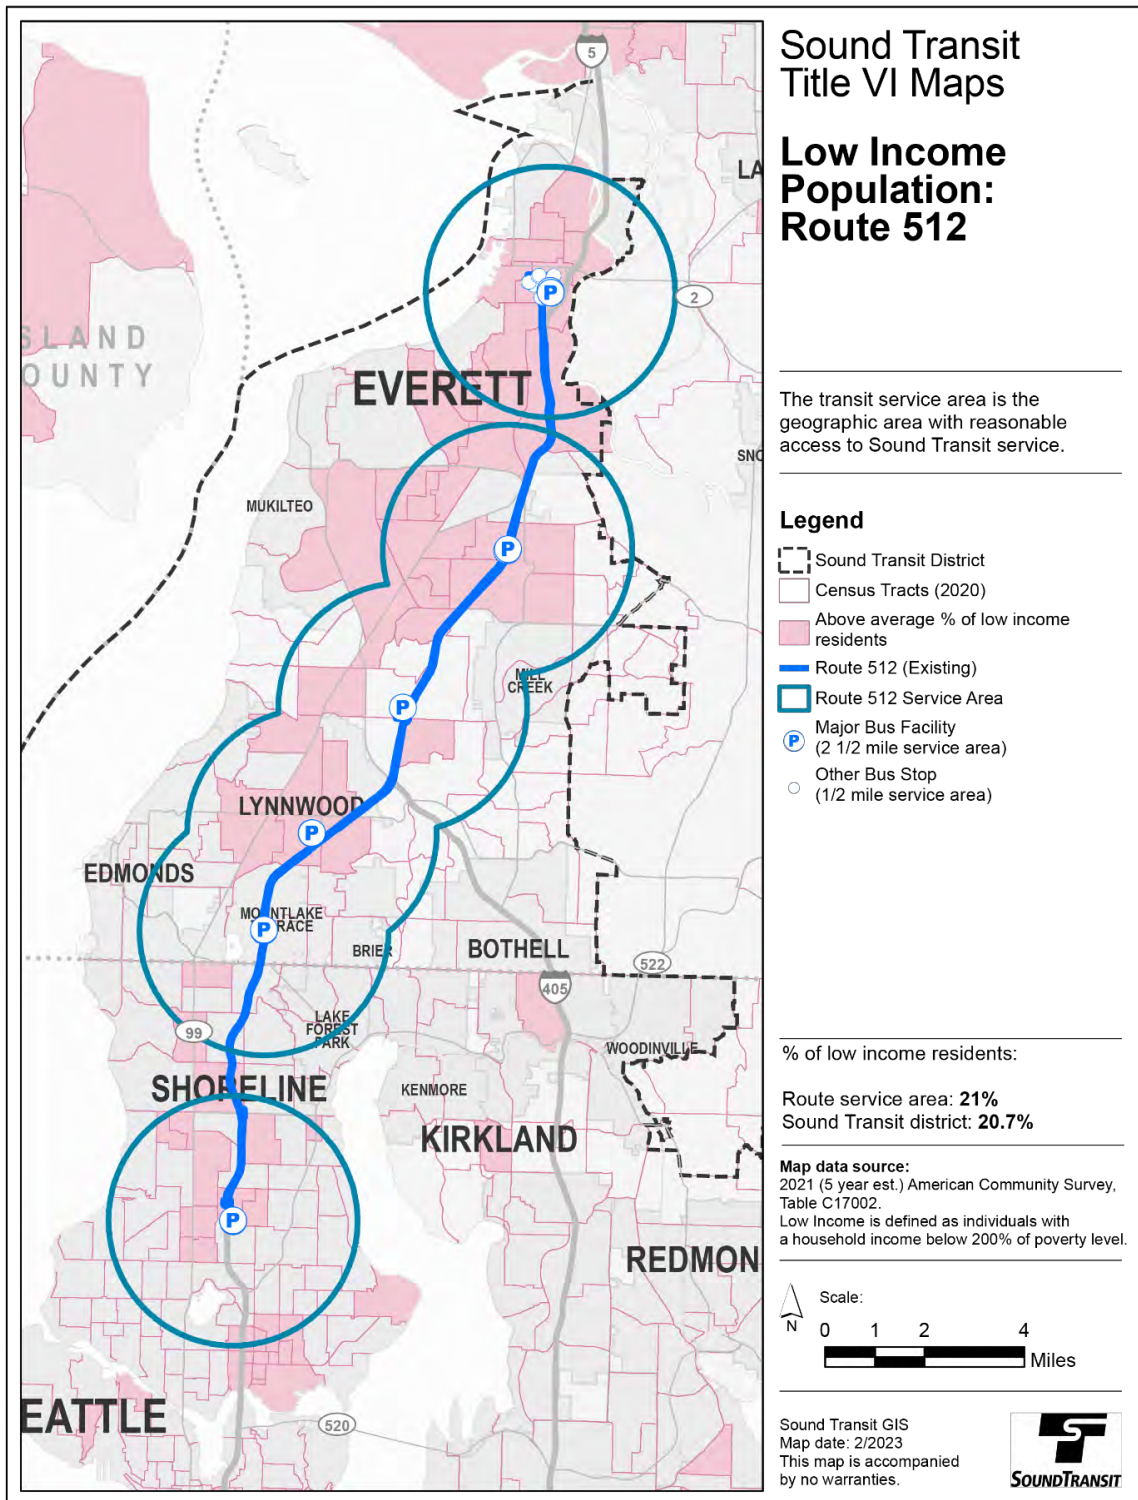 Sound Transit
Title VI Maps
Low Income
Population:
Route 512
The transit service area is the
geographic area with reasonable
access to Sound Transit service.
Legend
Sound Transit District
Census Tracts (2020)
Above average % of low income
residents
Route 512 (Existing)
Route 512 Service Area
P
Major Bus Facility
(2 1/2 mile service area)
Other Bus Stop
(1/2 mile service area)
% of low income residents:
Route service area: 21%
Sound Transit district: 20.7%
Map data source:
2021 (5 year est.) American Community Survey,
Table C17002.
Low Income is defined as individuals with
a household income below 200% of poverty level.
N
Scale:
0 1 2 4
Miles
Sound Transit GIS
Map date: 2/2023
This map is accompanied
by no warranties.
SOUNDTRANSIT
5
LA
P
2
SLAND
OUNTY
EVERETT
SNO
MUKILTEO
P
MILL
CREEK
P
LYNNWOOD
P
EDMONDS
MOUNTLAKE
TERRACE
P
BRIER
BOTHELL
522
405
99
LAKE
FOREST
PARK
WOODINVILLE
SHORELINE
KENMORE
KIRKLAND
P
REDMON
EATTLE
520